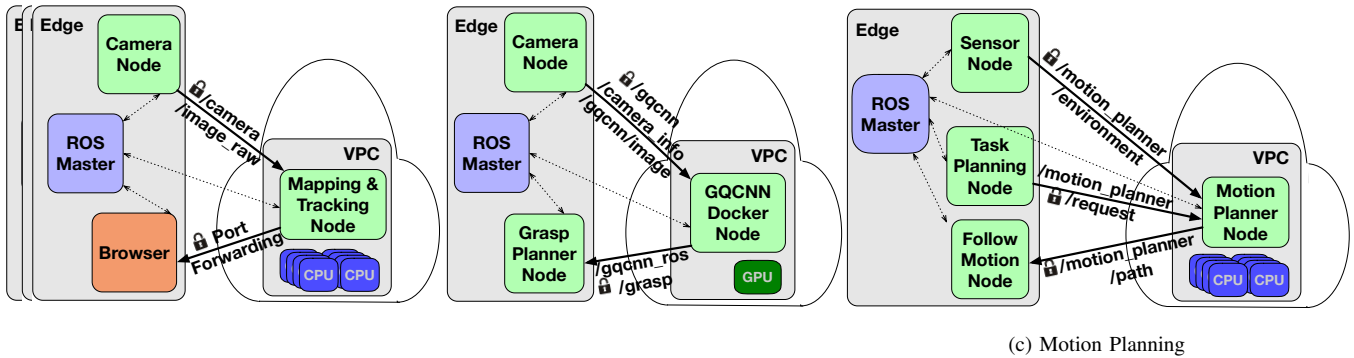 E
E
Edge
Camera
Node
/camera
/image_raw
ROS
Master
VPC
Mapping &
Tracking
Node
Port
Forwarding
Browser
CPU
CPU
Edge
Camera
Node
/gqcnn
/camera_info
/gqcnn/image
ROS
Master
VPC
GQCNN
Docker
Node
Grasp
Planner
Node
/gqcnn_ros
/grasp
GPU
Edge
Sensor
Node
/motion_planner
/environment
ROS
Master
VPC
Task
Planning
Node
/motion_planner
/request
Motion
Planner
Node
Follow
Motion
Node
/motion_planner
/path
CPU
CPU
(c) Motion Planning